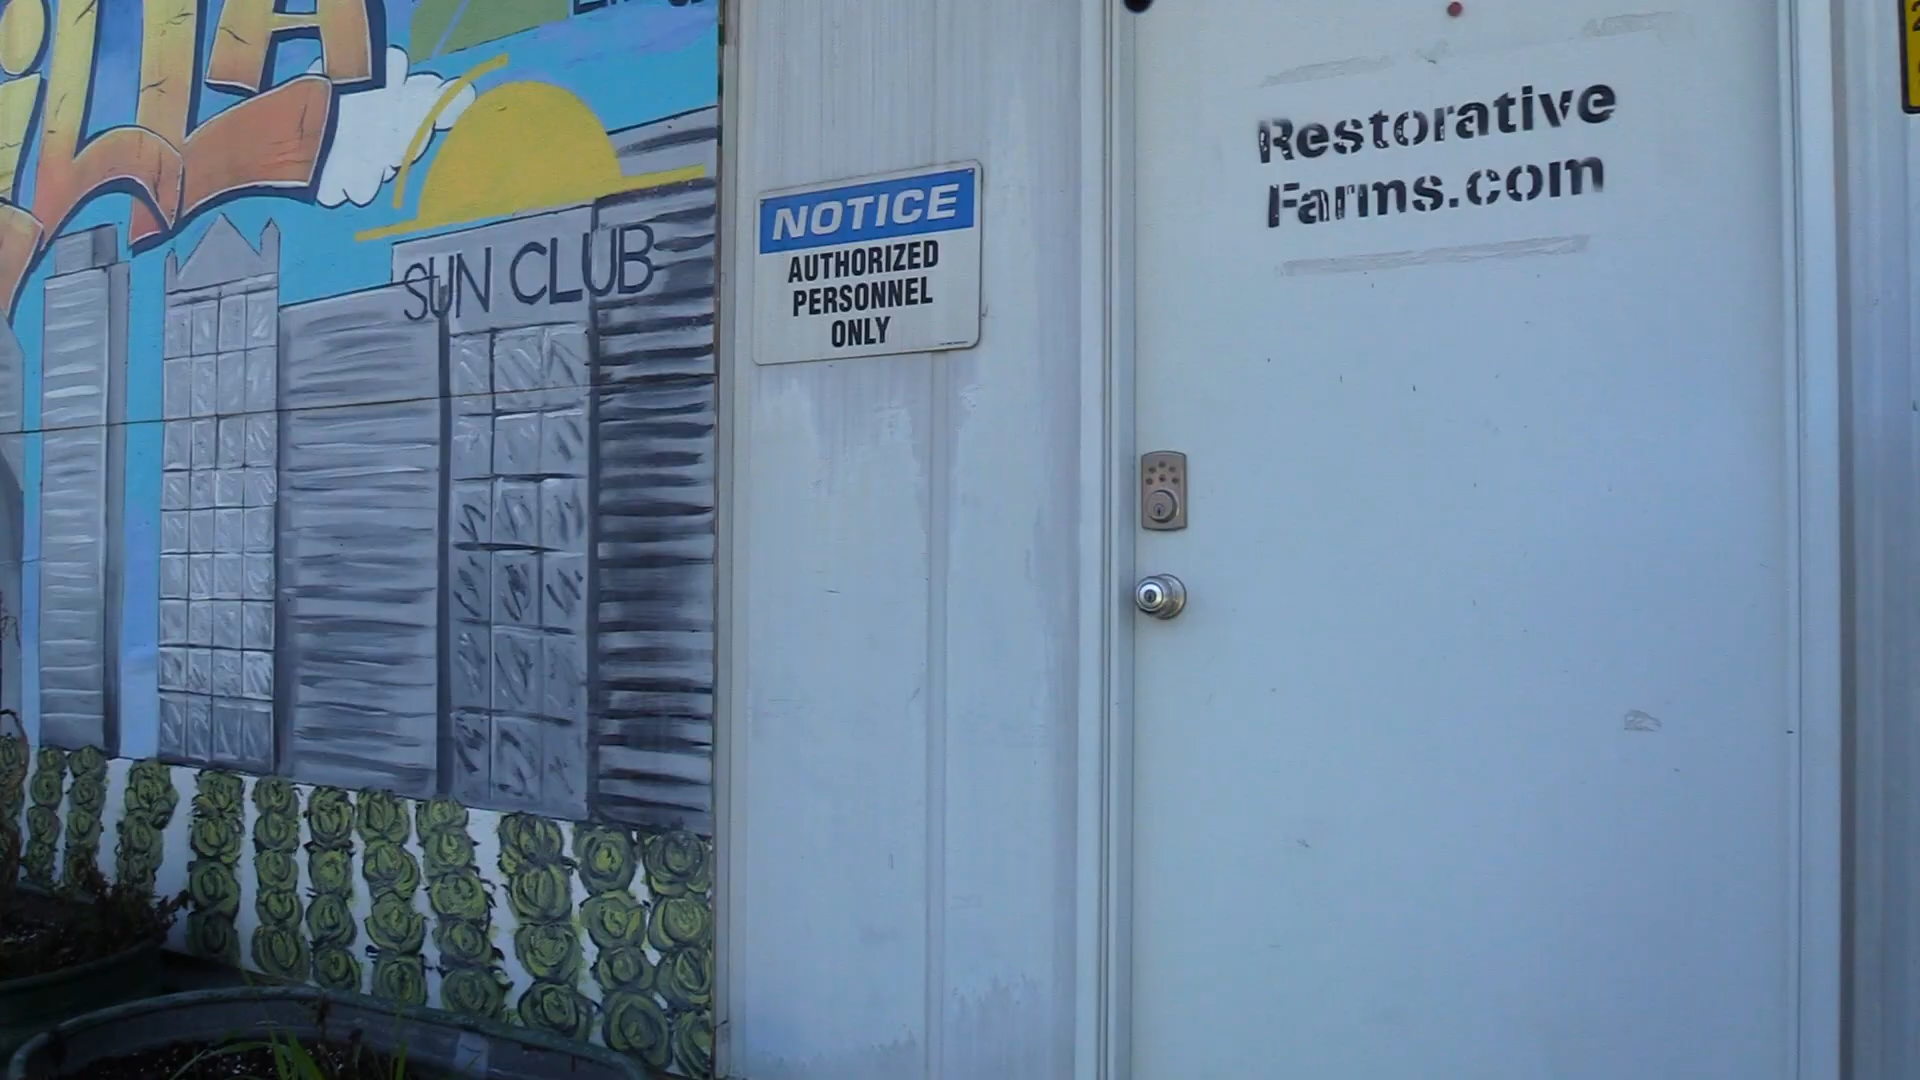 SUN CLUB
NOTICE
AUTHORIZED
PERSONNEL
ONLY
Restorative
Farms.com